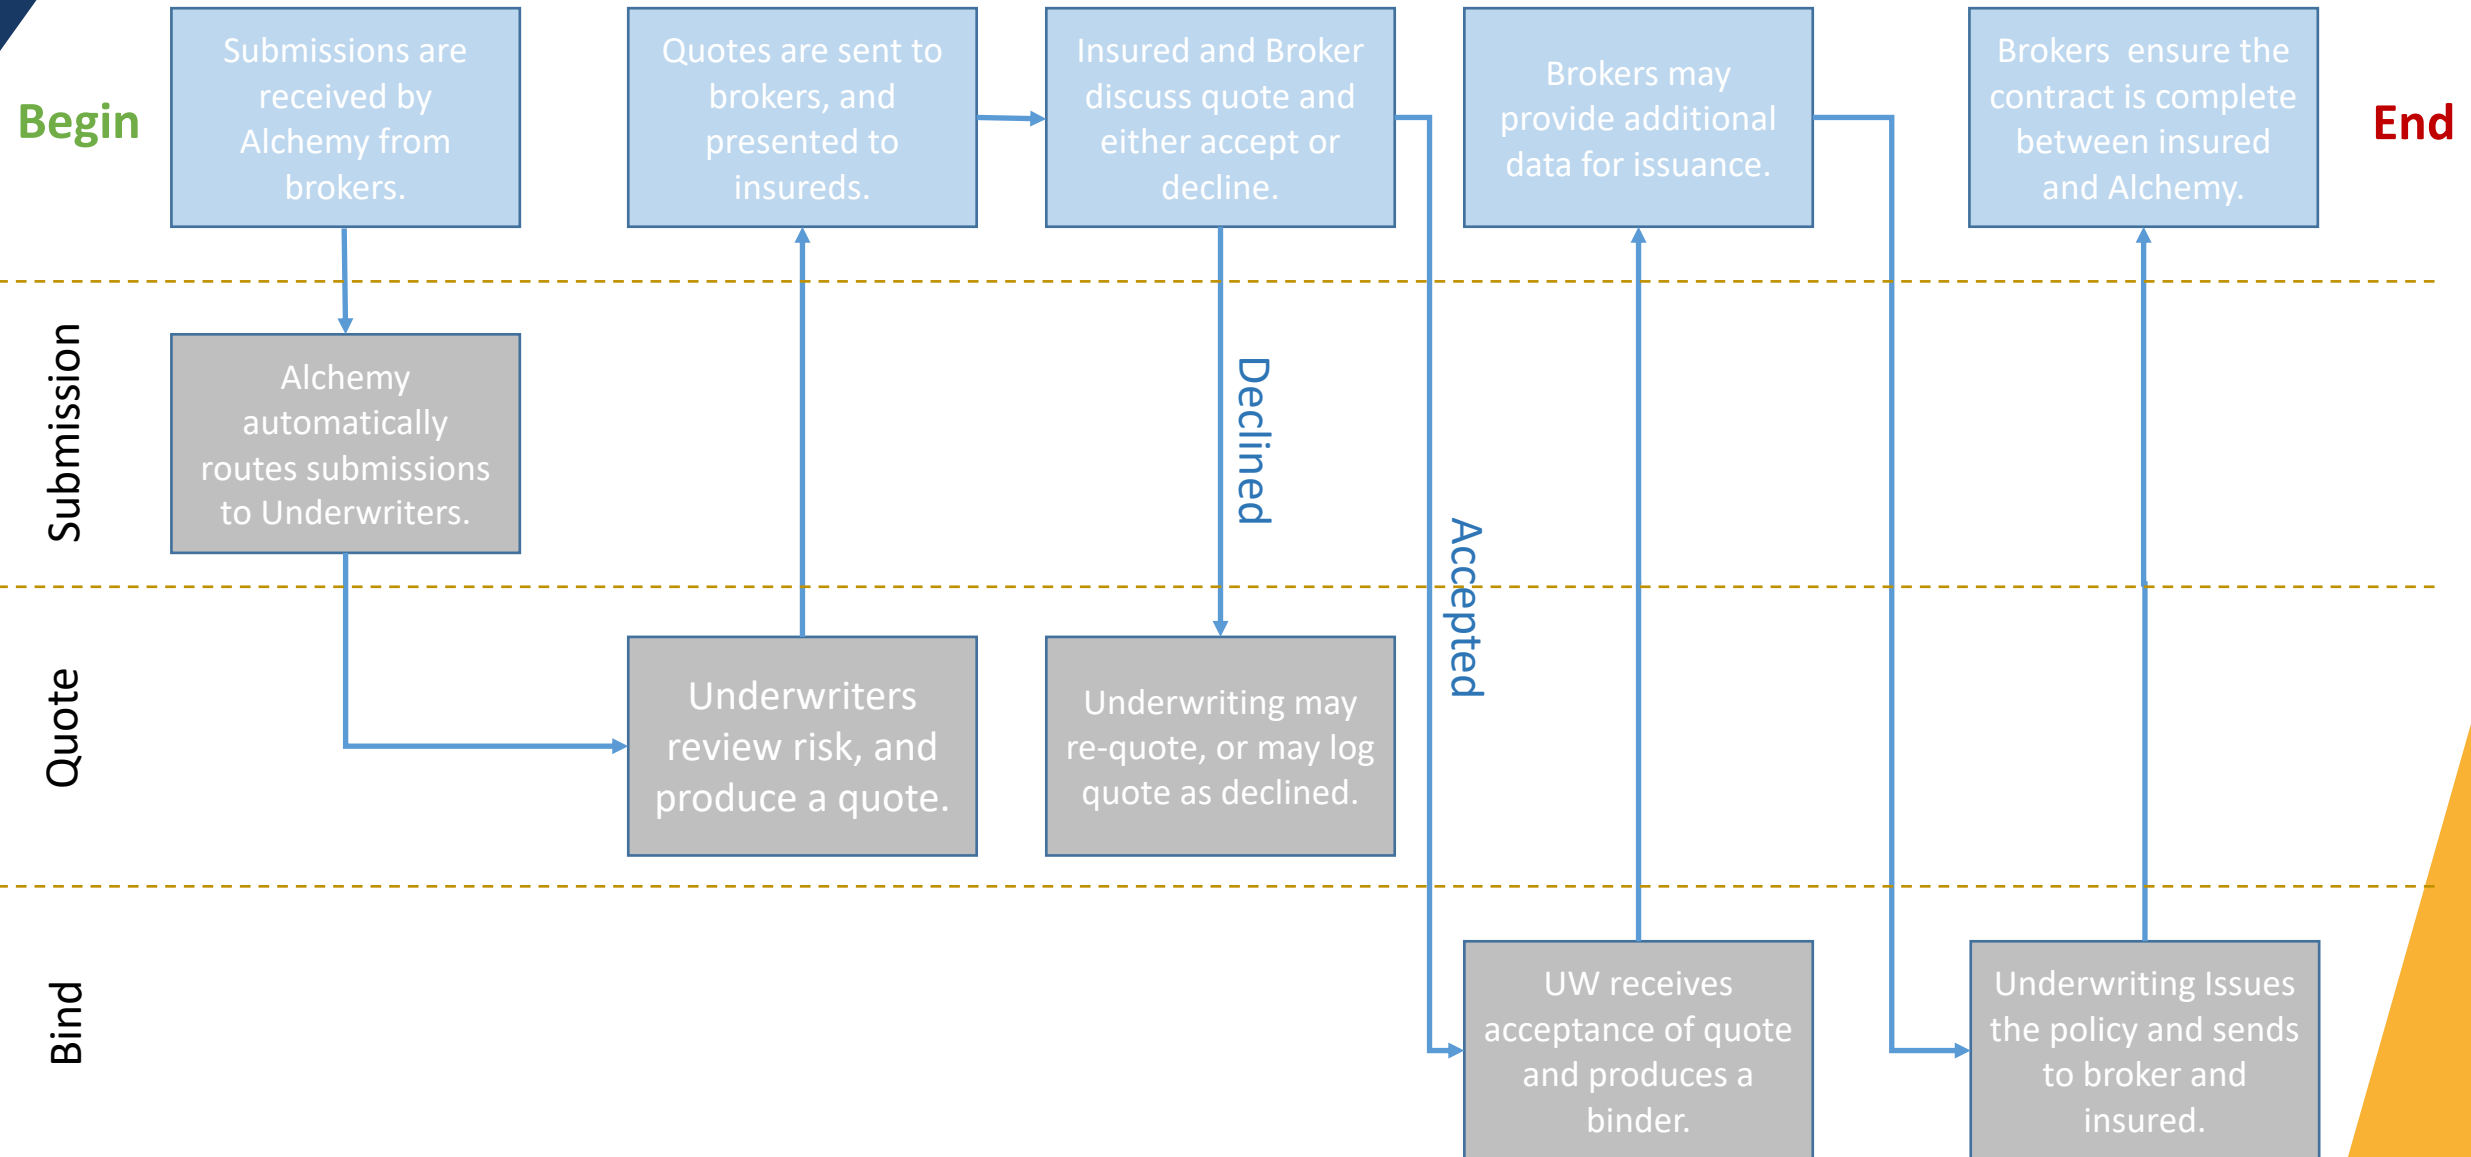 Begin
Submissions are
received by
Alchemy from
brokers.
Quotes are sent to
brokers, and
presented to
insureds.
Insured and Broker
discuss quote and
either accept or
decline.
Brokers may
provide additional
data for issuance.
Brokers  ensure the
contract is complete
between insured
and Alchemy.
End
Submission
Alchemy
automatically
routes submissions
to Underwriters.
Declined
Accepted
Quote
Underwriters
review risk, and
produce a quote.
Underwriting may
re-quote, or may log
quote as declined.
Bind
UW receives
acceptance of quote
and produces a
binder.
Underwriting Issues
the policy and sends
to broker and
insured.